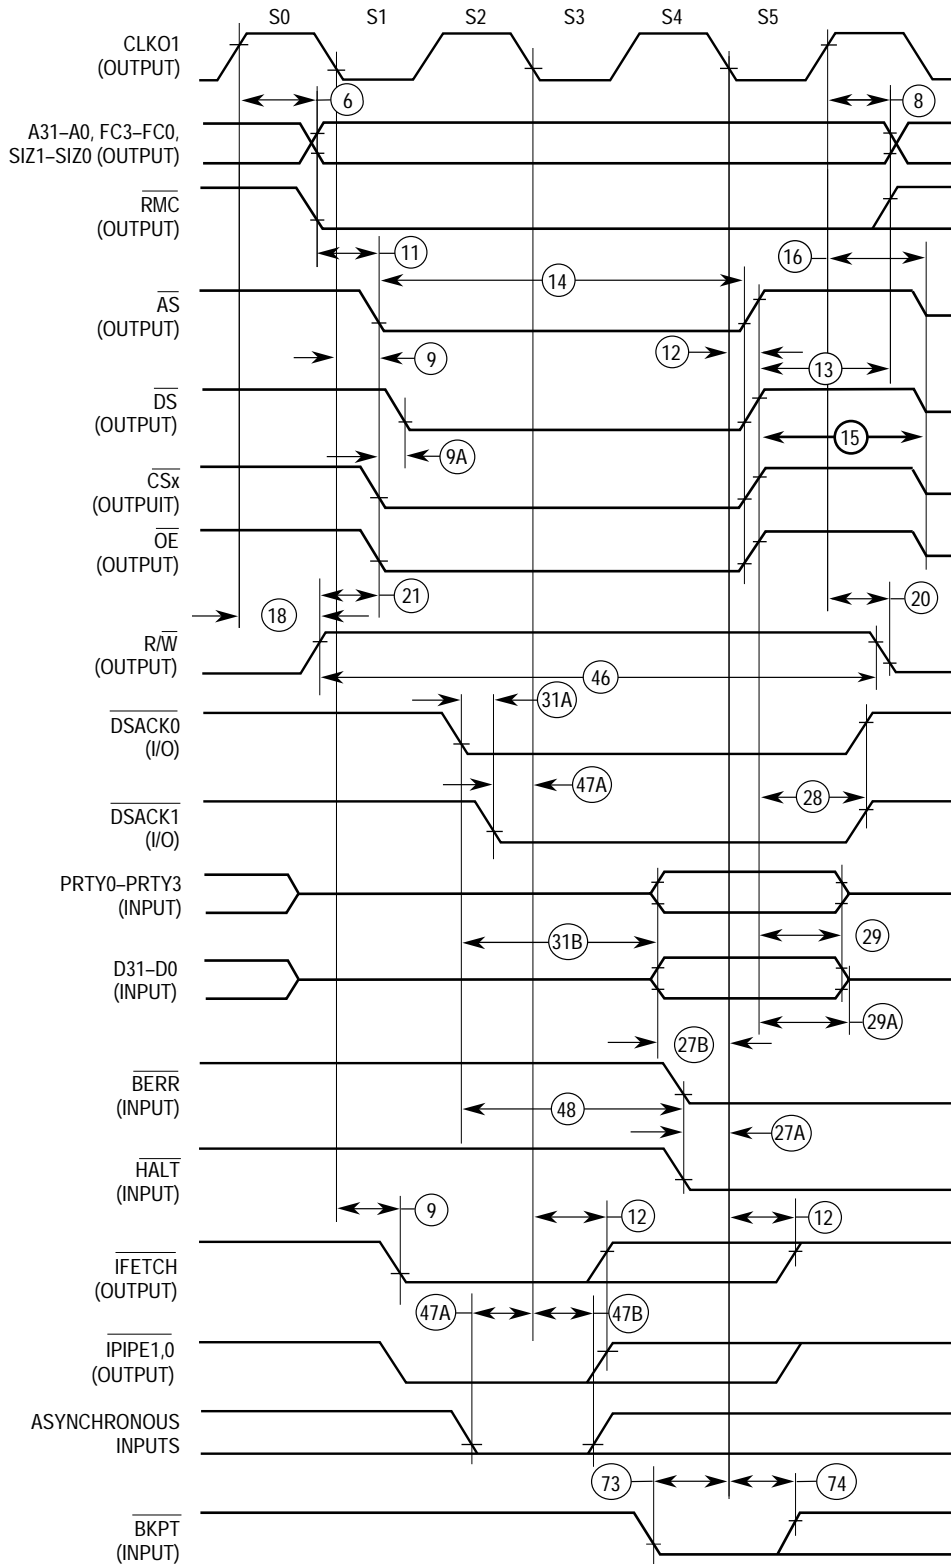 S0 S1 S2 S3 S4 S5
CLKO1
(OUTPUT)
6 8
A31–A0, FC3–FC0,
SIZ1–SIZ0 (OUTPUT)
RMC
(OUTPUT)
11 16
14
AS
(OUTPUT)
9 12
13
DS
(OUTPUT)
15
9A
CSx
(OUTPUIT)
OE
(OUTPUT)
21 20
18
R/W
(OUTPUT)
46
31A
DSACK0
(I/O)
47A
28
DSACK1
(I/O)
PRTY0–PRTY3
(INPUT)
31B 29
D31–D0
(INPUT)
29A
27B
BERR
(INPUT)
48
27A
HALT
(INPUT)
9 12 12
IFETCH
(OUTPUT)
47A 47B
IPIPE1,0
(OUTPUT)
ASYNCHRONOUS
INPUTS
73 74
BKPT
(INPUT)